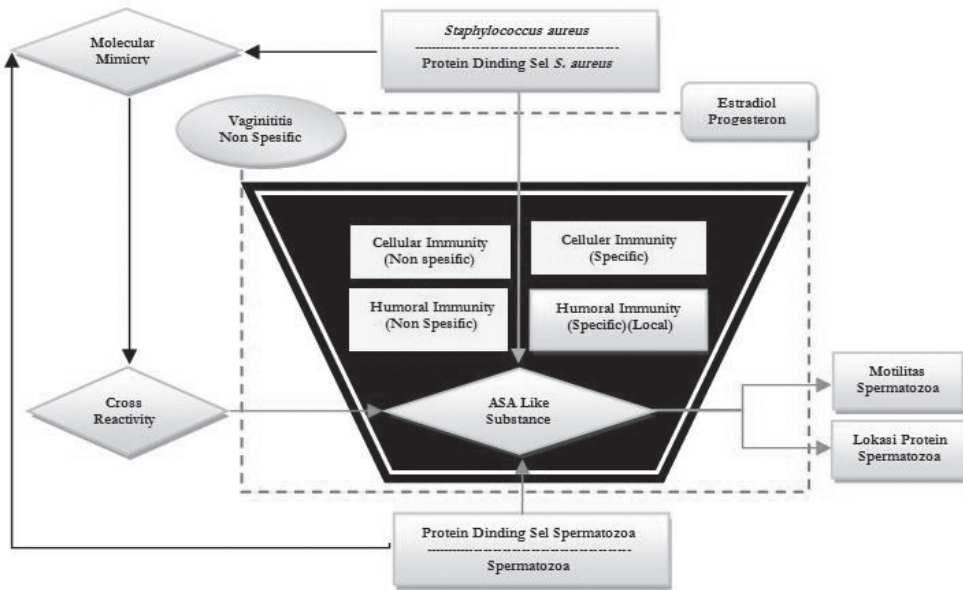 Molecular
Mimicry
Staphylococcus aureus
Protein Dinding Sel S. aureus
Vaginititis
Non Spesific
Estradiol
Progesteron
Cellular Immunity
(Non spesific)
Celluler Immunity
(Specific)
Humoral Immunity
(Non Spesific)
Humoral Immunity
(Specific)(Local)
Cross
Reactivity
ASA Like
Substance
Motilitas
Spermatozoa
Lokasi Protein
Spermatozoa
Protein Dinding Sel Spermatozoa
Spermatozoa